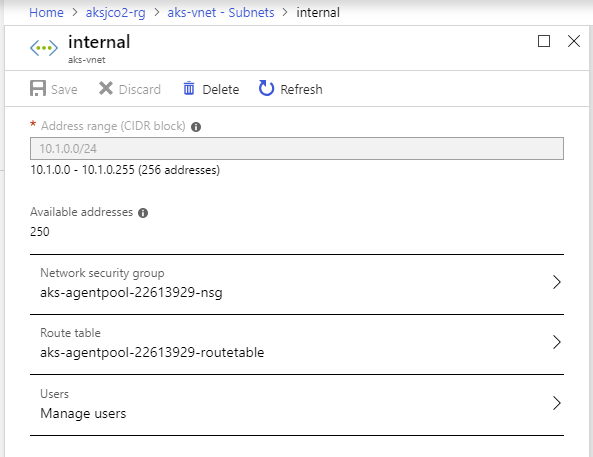 Home > aksjco2-rg > aks-vnet - Subnets > internal
internal
aks-vnet
Save Discard Delete Refresh
* Address range (CIDR block)
10.1.0.0/24
10.1.0.0 - 10.1.0.255 (256 addresses)
Available addresses
250
Network security group
aks-agentpool-22613929-nsg
Route table
aks-agentpool-22613929-routetable
Users
Manage users